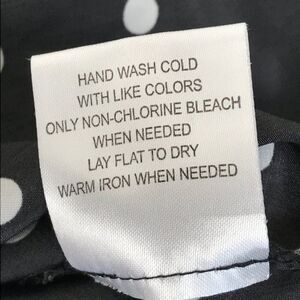 HAND WASH COLD
WITH LIKE COLORS
ONLY NON-CHLORINE BLEACH
WHEN NEEDED
LAY FLAT TO DRY
WARM IRON WHEN NEEDED